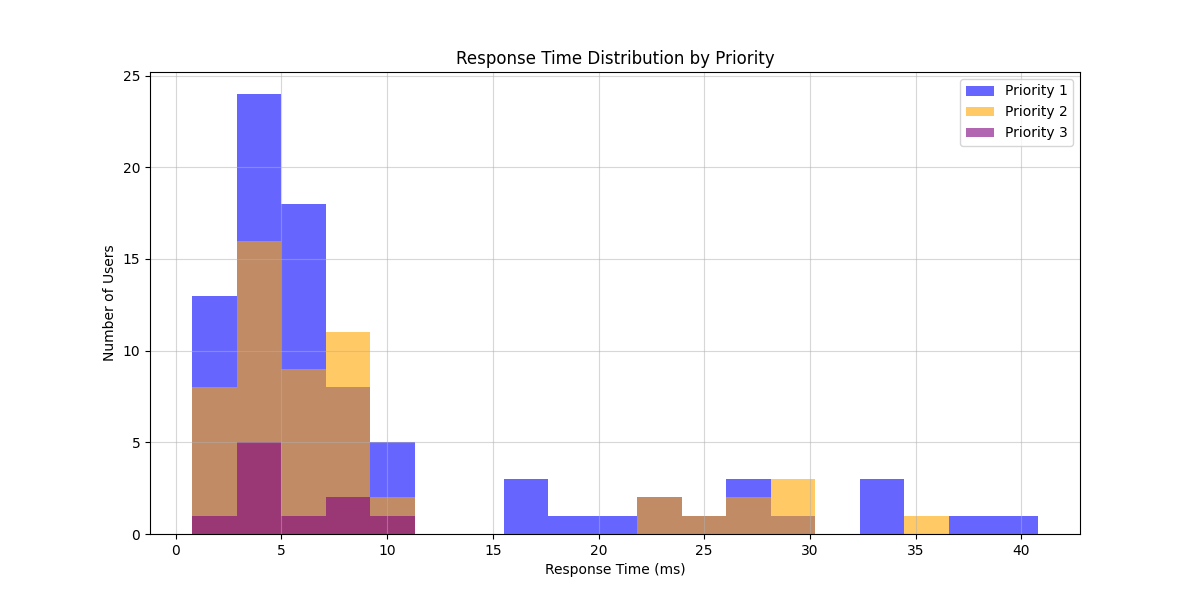 Response Time Distribution by Priority
25
20
15
10
5
0
Number of Users
Priority 1
Priority 2
Priority 3
0 5 10 15 20 25 30 35 40
Response Time (ms)